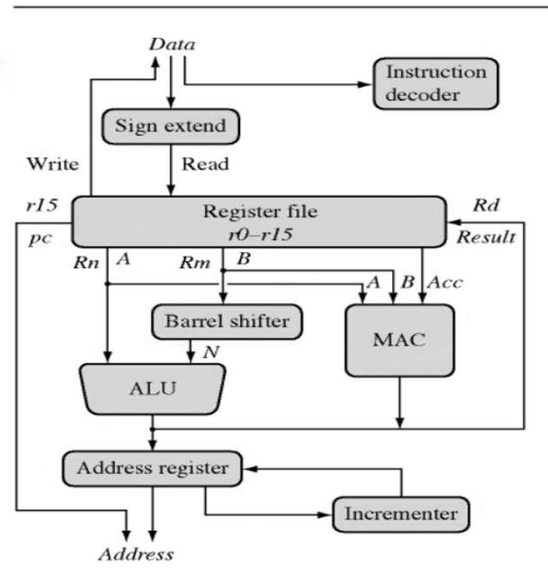 Data
Instruction
decoder
Sign extend
Write
Read
r15
Register file
Rd
pc
r0–r15
Result
Rn A
Rm B
A B Acc
Barrel shifter
MAC
N
ALU
Address register
Incrementer
Address